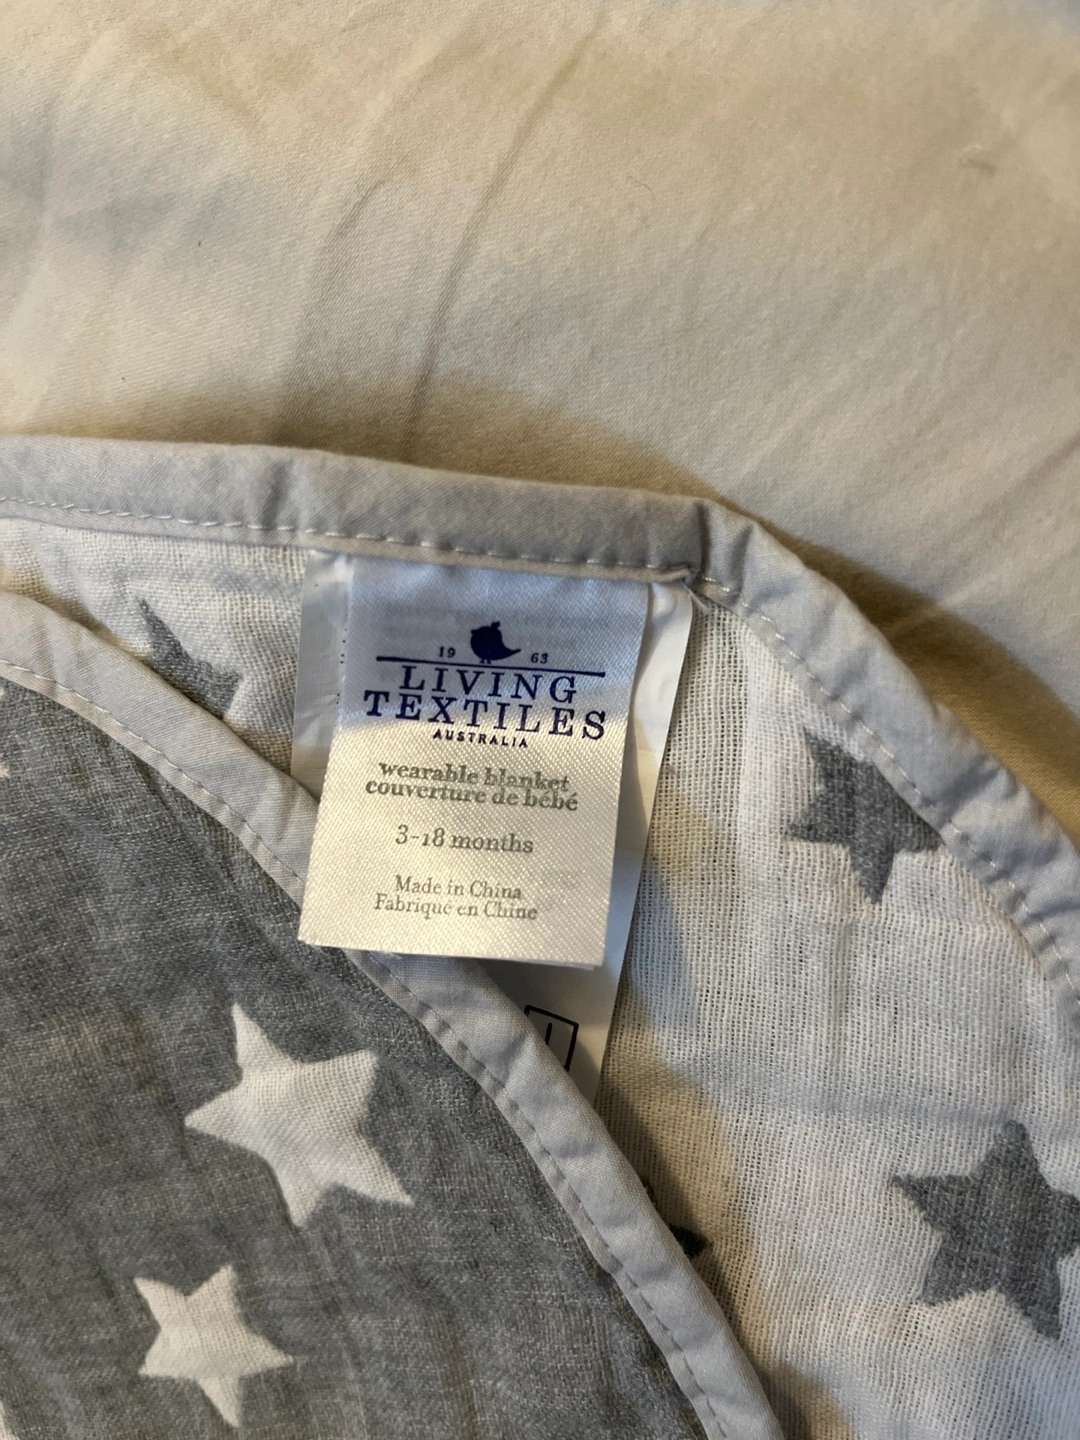 19 63
LIVING
TEXTILES
AUSTRALIA
wearable blanket
couverture de bébé
3-18 months
Made in China
Fabriqué en Chine